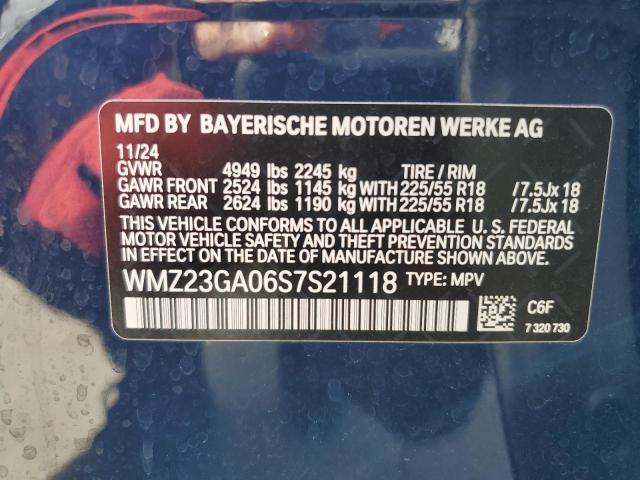 MFD BY BAYERISCHE MOTOREN WERKE AG
11/24
GVWR 4949 lbs 2245 kg TIRE / RIM
GAWR FRONT 2524 lbs 1145 kg WITH 225/55 R18 /7.5Jx 18
GAWR REAR 2624 lbs 1190 kg WITH 225/55 R18 /7.5Jx 18
THIS VEHICLE CONFORMS TO ALL APPLICABLE U. S. FEDERAL
MOTOR VEHICLE SAFETY AND THEFT PREVENTION STANDARDS
IN EFFECT ON THE DATE OF MANUFACTURE SHOWN ABOVE.
WMZ23GA06S7S21118 TYPE: MPV
C6F
7 320 730